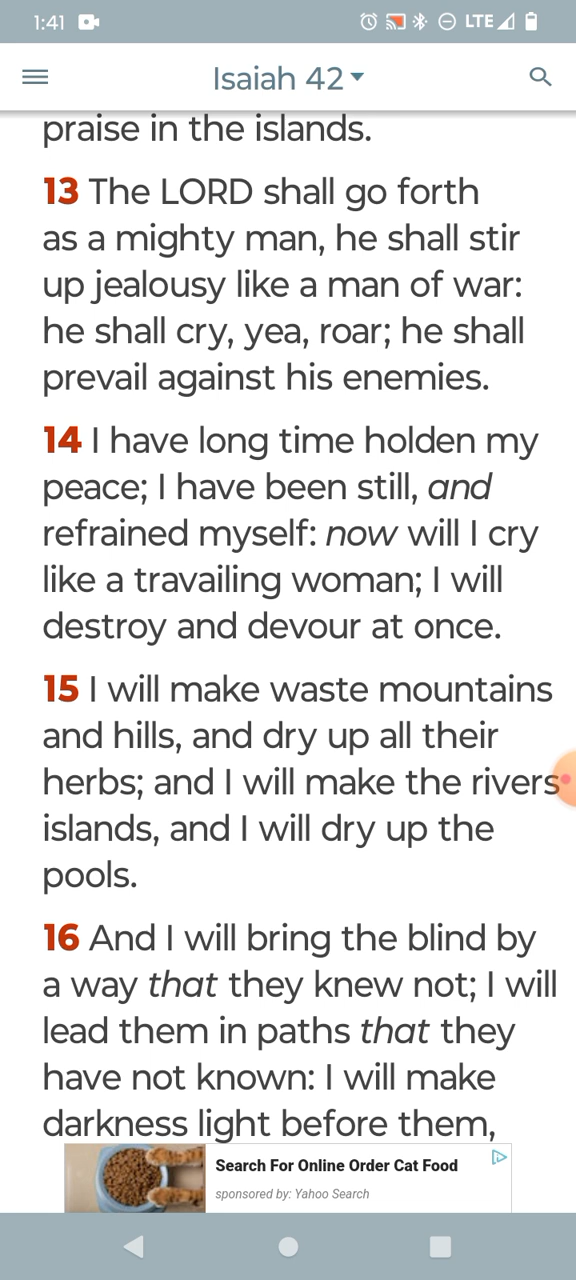 1:41
LTE
Isaiah 42
praise in the islands.
13 The LORD shall go forth
as a mighty man, he shall stir
up jealousy like a man of war:
he shall cry, yea, roar; he shall
prevail against his enemies.
14 I have long time holden my
peace; I have been still, and
refrained myself: now will I cry
like a travailing woman; I will
destroy and devour at once.
15 I will make waste mountains
and hills, and dry up all their
herbs; and I will make the rivers
islands, and I will dry up the
pools.
16 And I will bring the blind by
a way that they knew not; I will
lead them in paths that they
have not known: I will make
darkness light before them,
Search For Online Order Cat Food
sponsored by: Yahoo Search